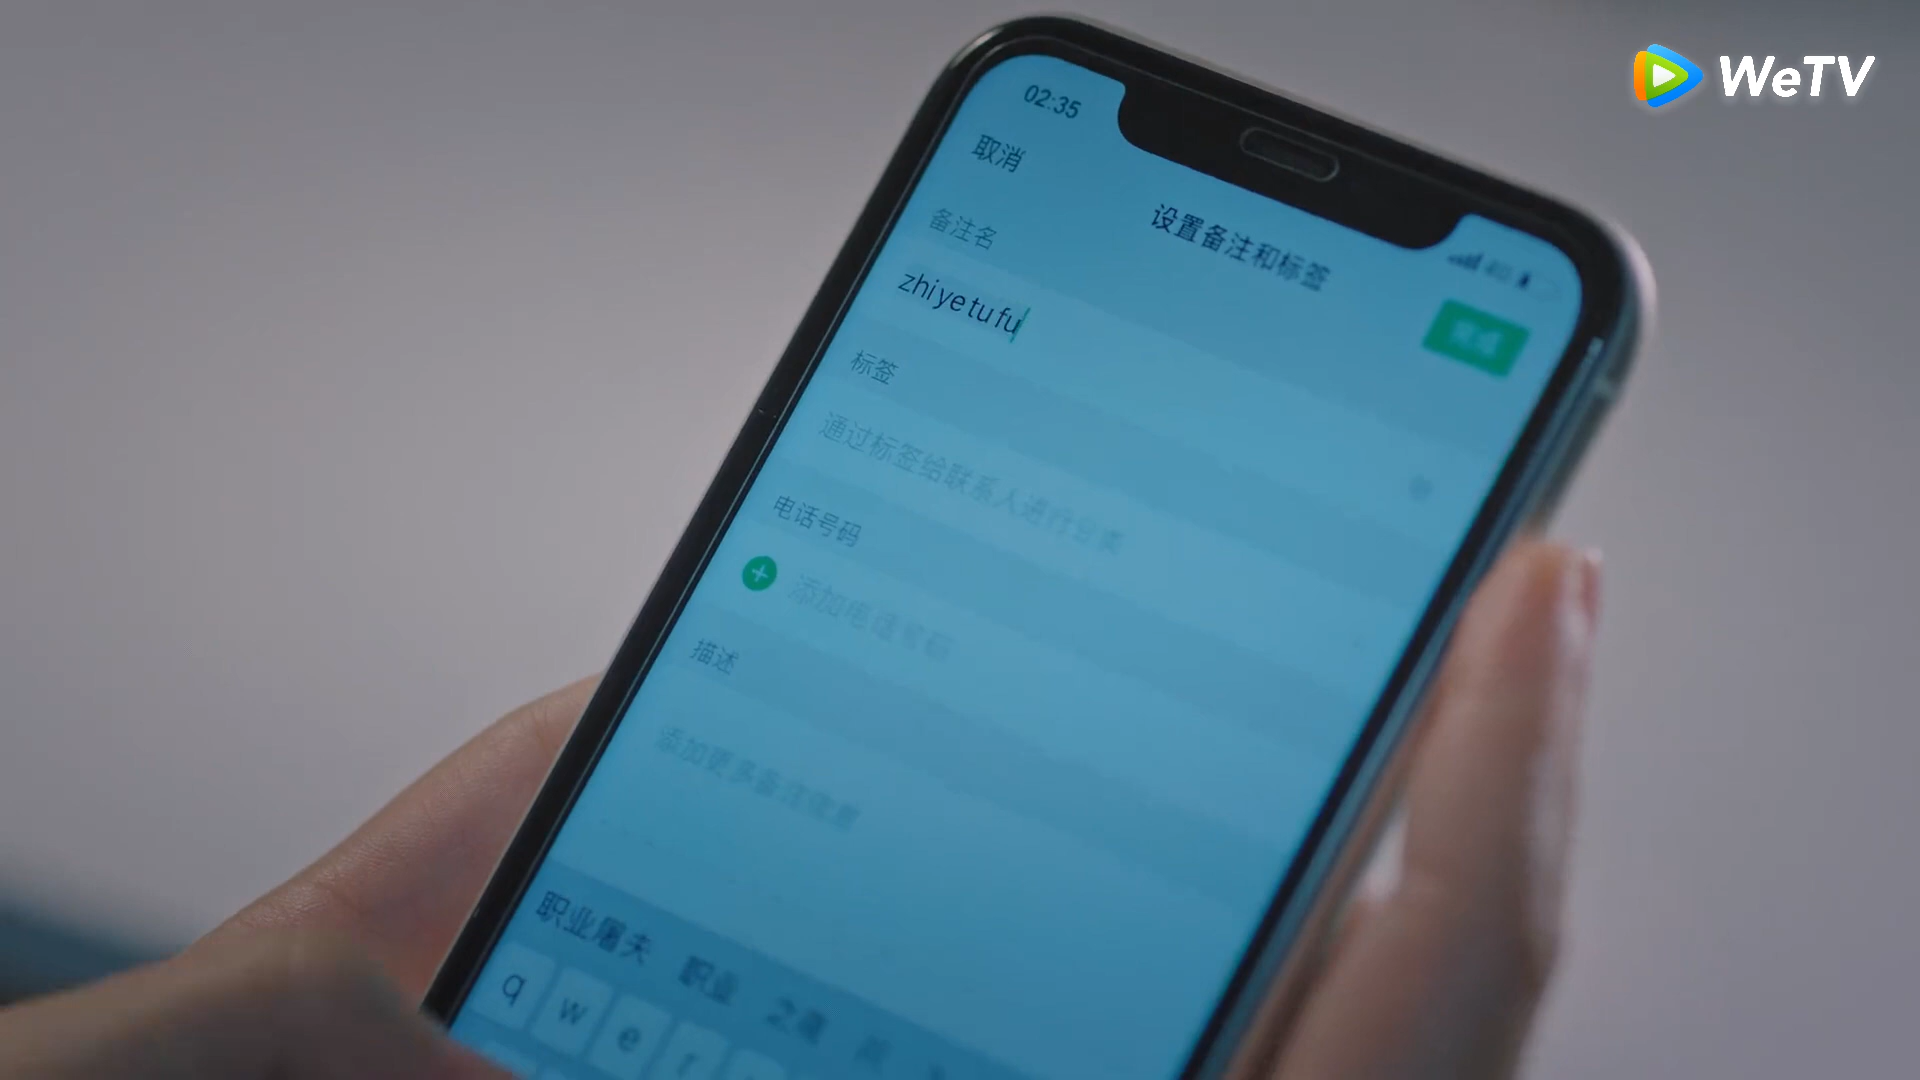 WeTV
02:35
取消
设置备注和标签
4G
备注名
完成
zhi ye tu fu
标签
通过标签给联系人进行分类
电话号码
添加电话号码
描述
添加更多备注信息
职业屠夫 职业
q w e r